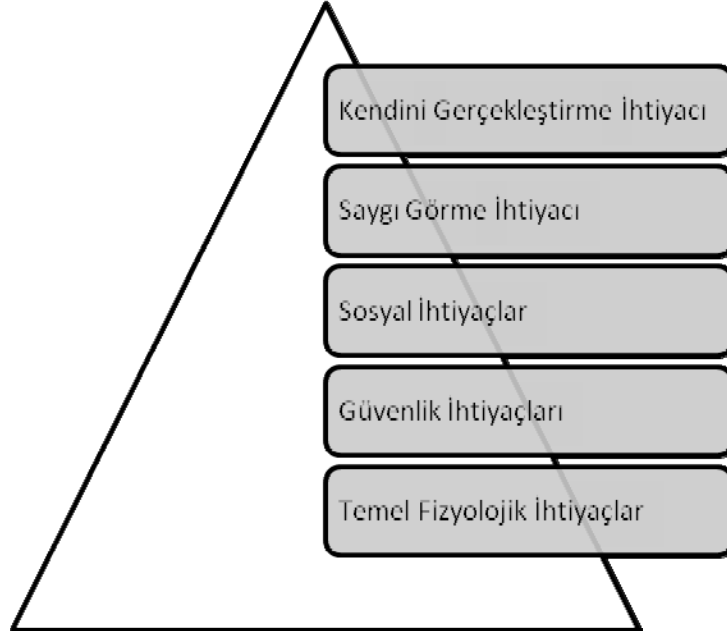 Kendini Gerçekleştirme İhtiyacı
Saygı Görme İhtiyacı
Sosyal İhtiyaçlar
Güvenlik İhtiyaçları
Temel Fizyolojik İhtiyaçlar